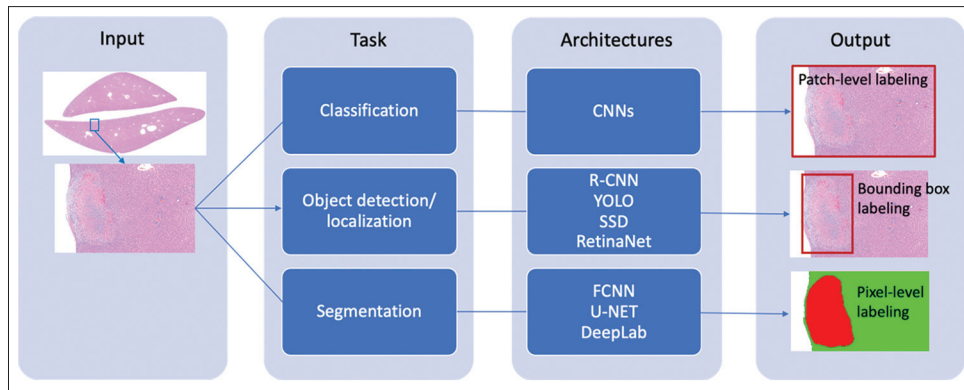 Input
Task
Architectures
Output
Classification
CNNs
Patch-level labeling
Object detection/
localization
R-CNN
YOLO
SSD
RetinaNet
Bounding box
labeling
Segmentation
FCNN
U-NET
DeepLab
Pixel-level
labeling